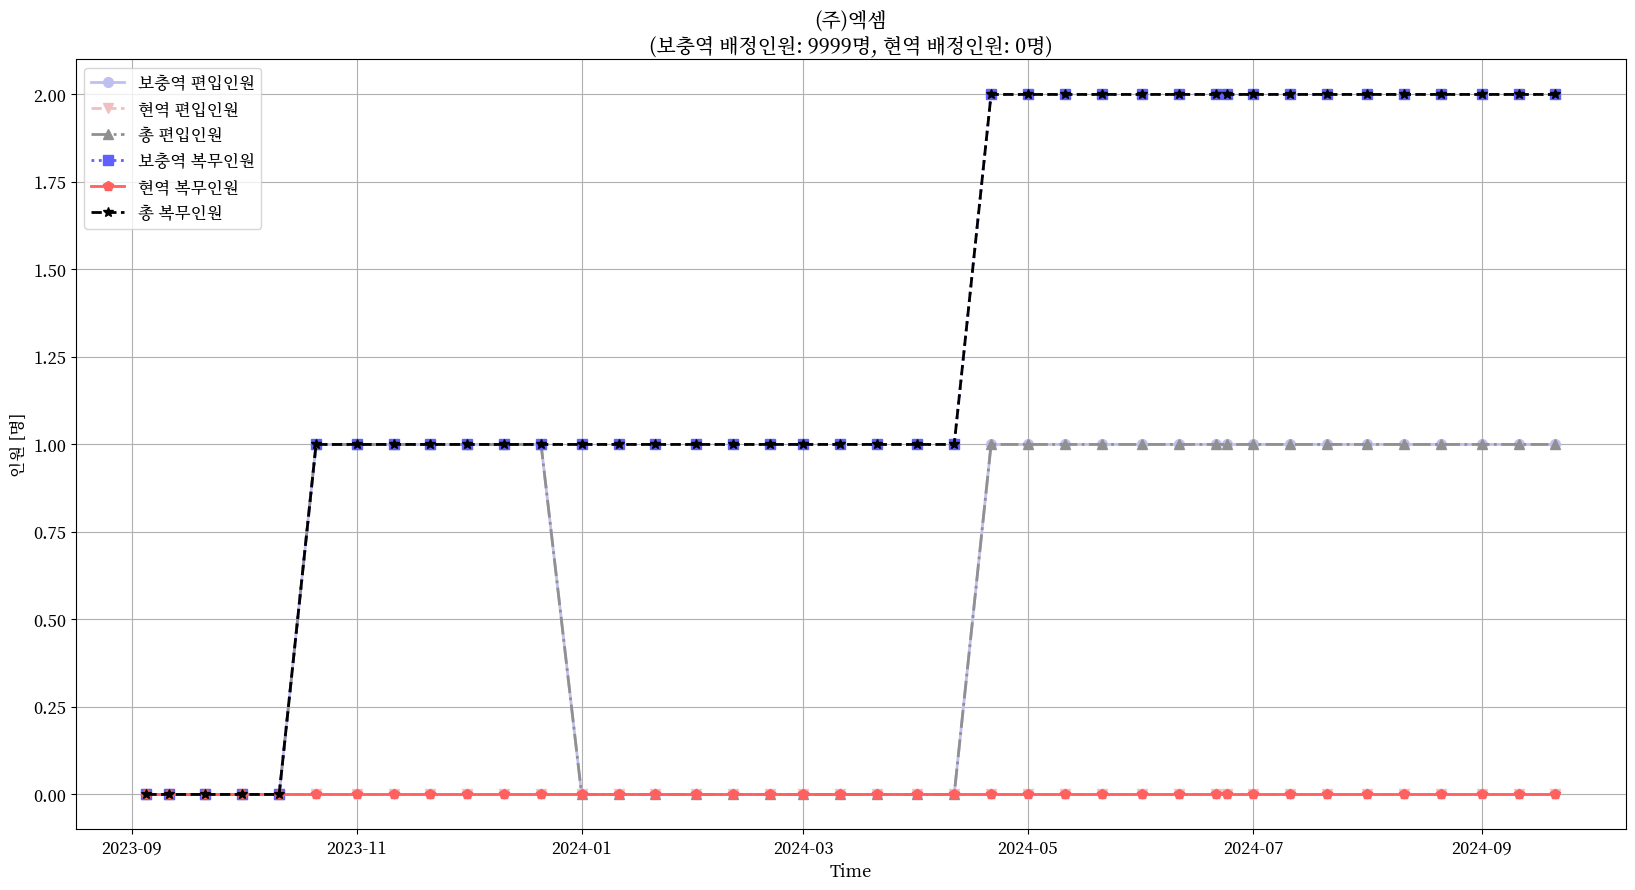 (주)엑셈
(보충역 배정인원: 9999명, 현역 배정인원: 0명)
보충역 편입인원
현역 편입인원
총 편입인원
보충역 복무인원
현역 복무인원
총 복무인원
2.00
1.75
1.50
1.25
1.00
0.75
0.50
0.25
0.00
인원 [명]
2023-09 2023-11 2024-01 2024-03 2024-05 2024-07 2024-09
Time